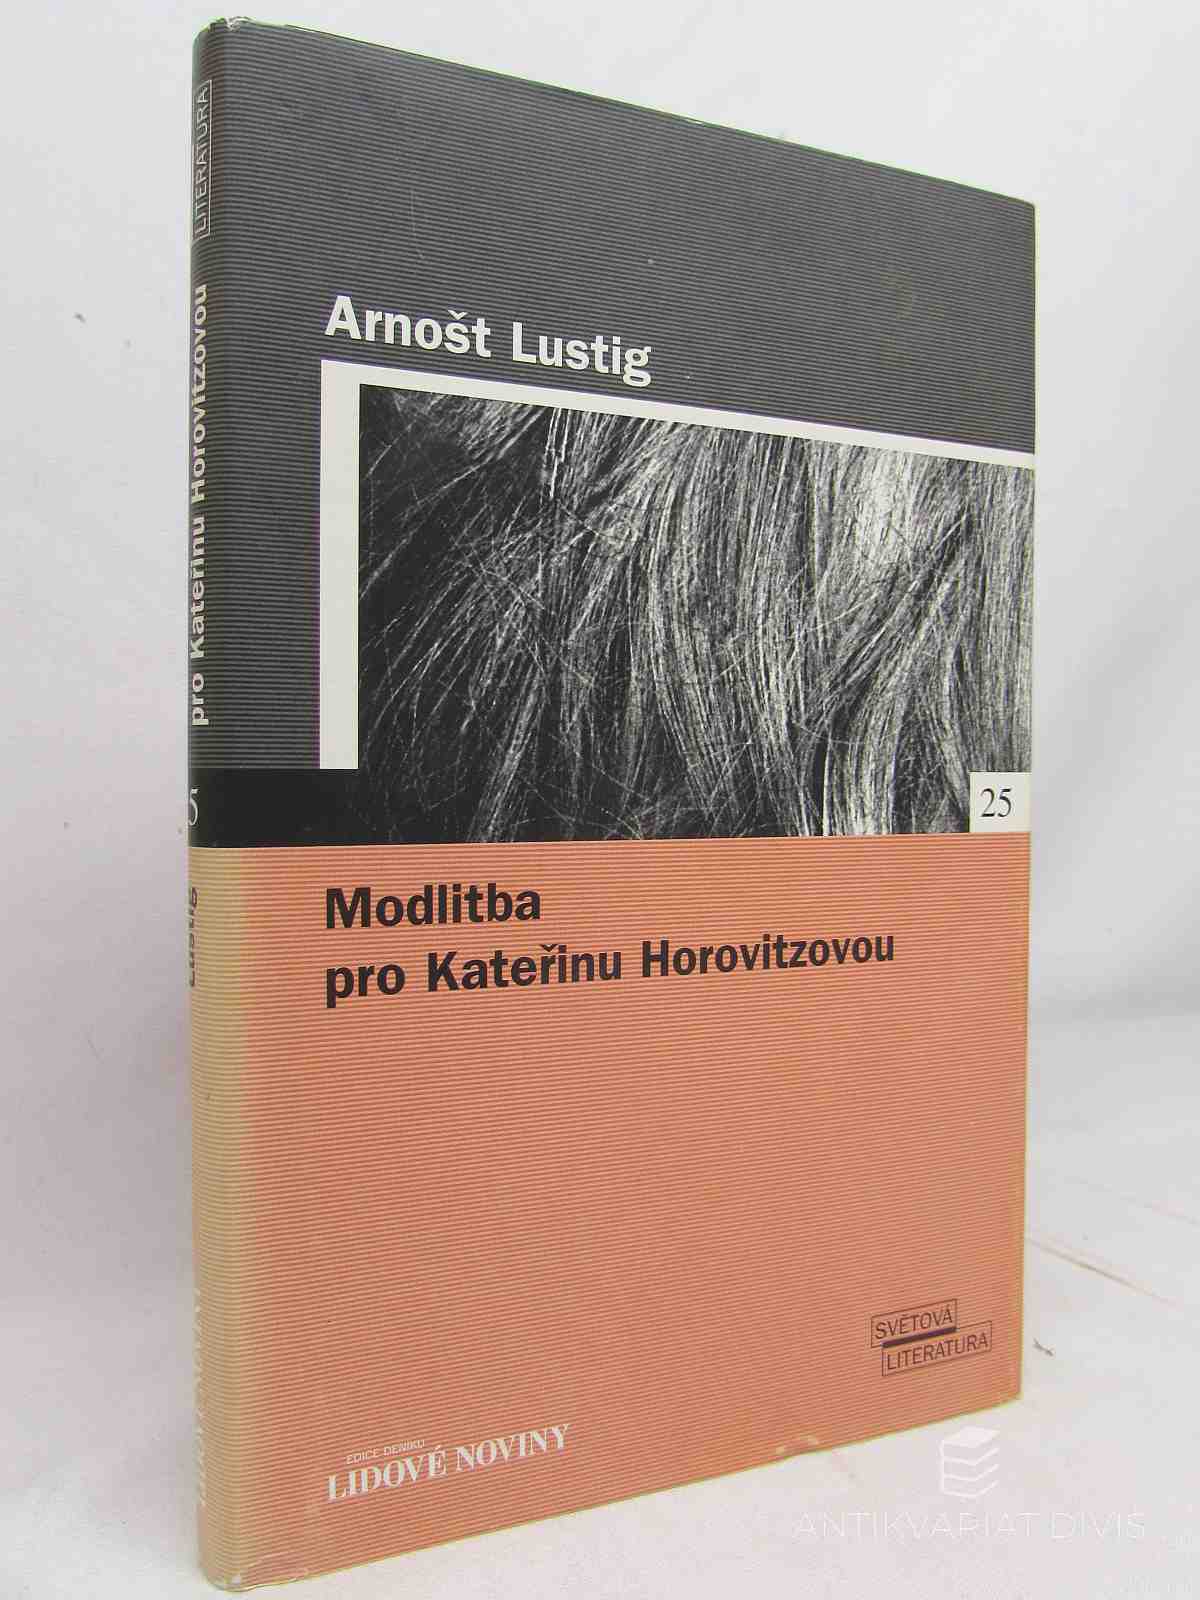 LITERATURA
pro Kateřinu Horovitzovou
Lustig
Arnošt Lustig
25
Modlitba
pro Kateřinu Horovitzovou
SVĚTOVÁ
LITERATURA
EDICE DENÍKU
LIDOVÉ NOVINY
ANTIKVARIAT DIVIS